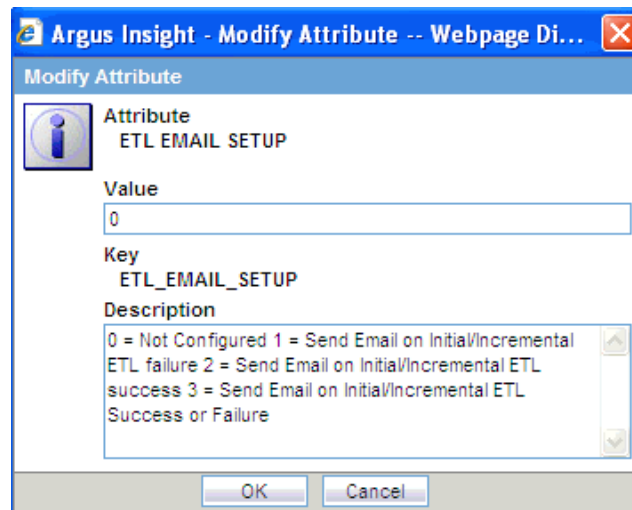 Argus Insight - Modify Attribute -- Webpage Di...
Modify Attribute
Attribute
ETL EMAIL SETUP
Value
0
Key
ETL_EMAIL_SETUP
Description
0 = Not Configured 1 = Send Email on Initial/Incremental
ETL failure 2 = Send Email on Initial/Incremental ETL
success 3 = Send Email on Initial/Incremental ETL
Success or Failure
OK Cancel